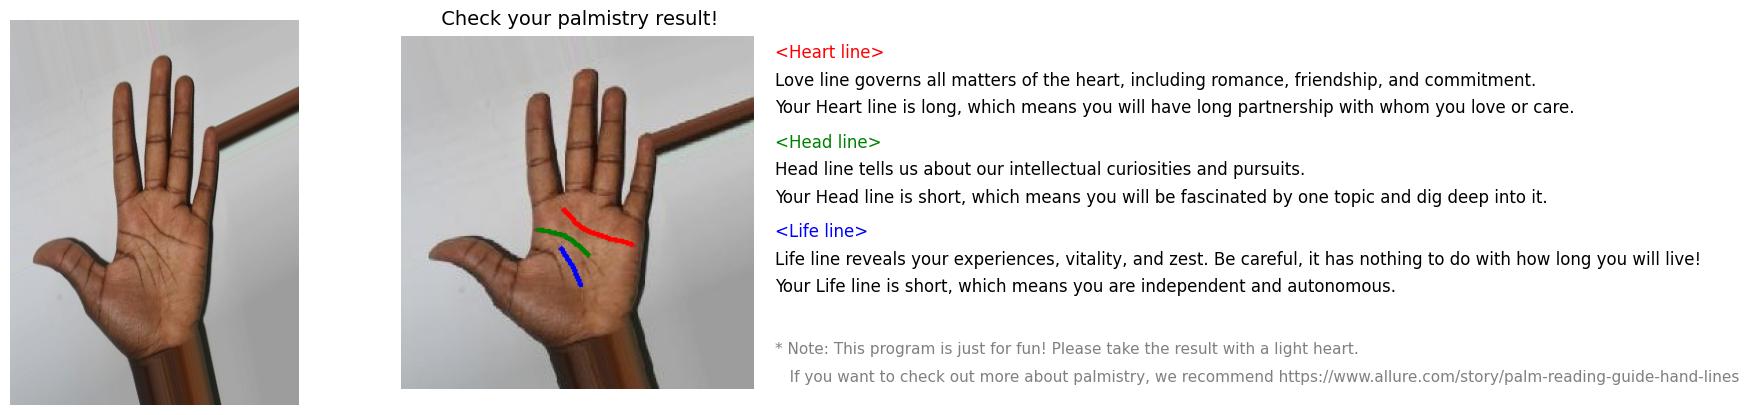 Check your palmistry result!
<Heart line>
Love line governs all matters of the heart, including romance, friendship, and commitment.
Your Heart line is long, which means you will have long partnership with whom you love or care.
<Head line>
Head line tells us about our intellectual curiosities and pursuits.
Your Head line is short, which means you will be fascinated by one topic and dig deep into it.
<Life line>
Life line reveals your experiences, vitality, and zest. Be careful, it has nothing to do with how long you will live!
Your Life line is short, which means you are independent and autonomous.
* Note: This program is just for fun! Please take the result with a light heart.
If you want to check out more about palmistry, we recommend https://www.allure.com/story/palm-reading-guide-hand-lines